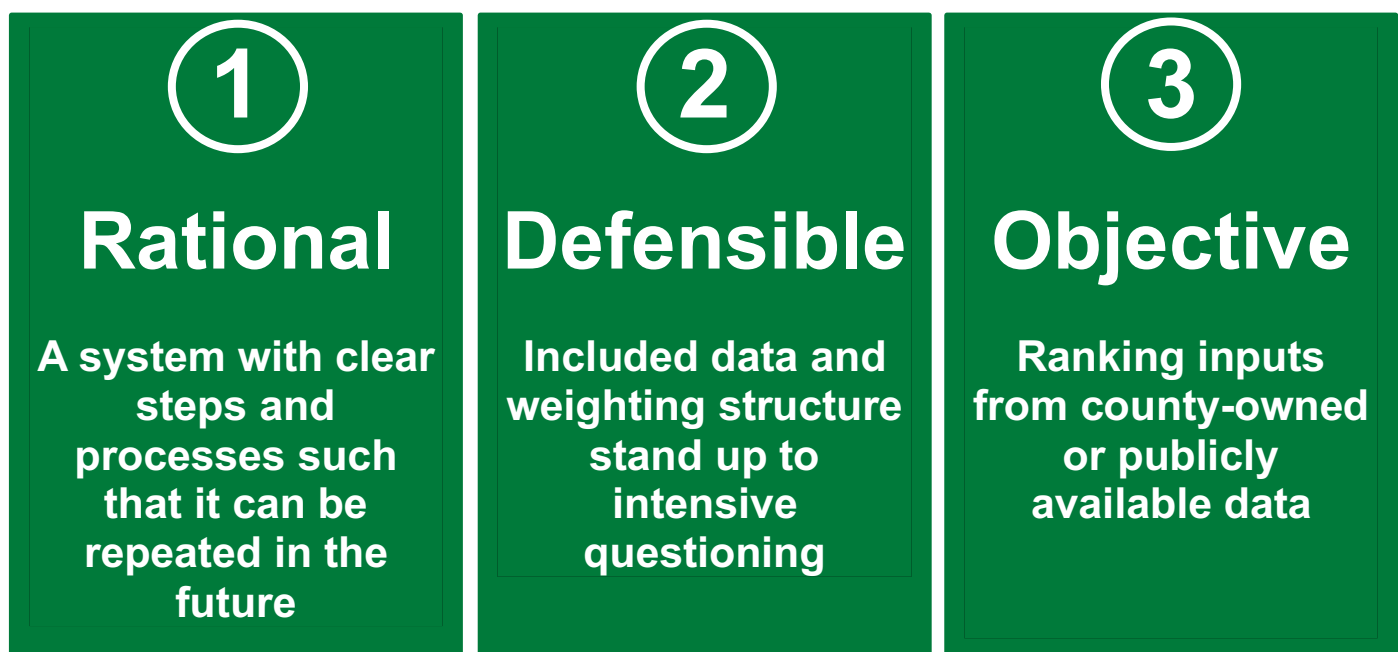 1
Rational
A system with clear
steps and
processes such
that it can be
repeated in the
future
2
Defensible
Included data and
weighting structure
stand up to
intensive
questioning
3
Objective
Ranking inputs
from county-owned
or publicly
available data